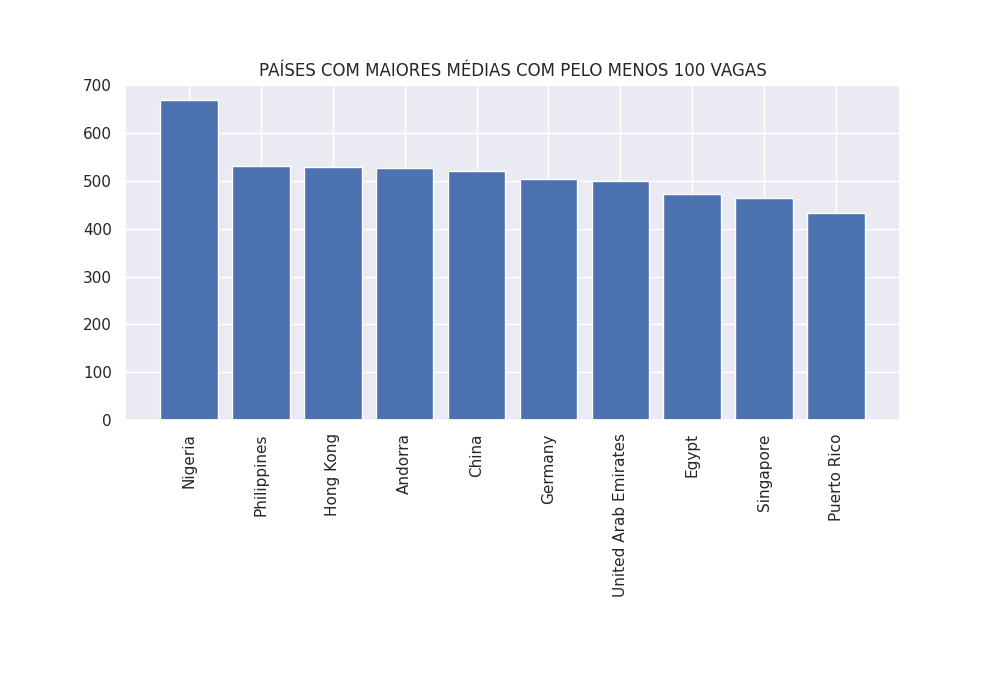 PAÍSES COM MAIORES MÉDIAS COM PELO MENOS 100 VAGAS
700
600
500
400
300
200
100
0
Nigeria
Philippines
Hong Kong
Andorra
China
Germany
United Arab Emirates
Egypt
Singapore
Puerto Rico